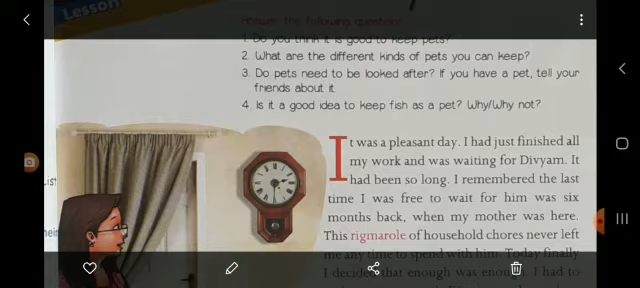 Lesson
Answer the following questions
1. Do you think it is good to keep pets?
2. What are the different kinds of pets you can keep?
3. Do pets need to be looked after? If you have a pet, tell your
friends about it.
4. Is it a good idea to keep fish as a pet? Why/Why not?
It was a pleasant day. I had just finished all
my work and was waiting for Divyam. It
had been so long. I remembered the last
time I was free to wait for him was six
months back, when my mother was here.
This rigmarole of household chores never left
me any time to spend with him. Today finally
I decided that enough was enough. I had to